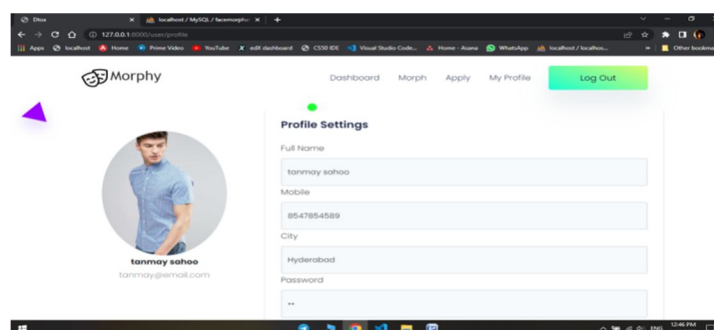 Dtox
localhost / MySQL / facemorph
127.0.0.1:8000/user/profile
Apps localhost Home Prime Video YouTube edit dashboard CS50 IDE Visual Studio Code... Home - Asana WhatsApp localhost / localhos... » Other bookma
Morphy
Dashboard Morph Apply My Profile Log Out
Profile Settings
Full Name
tanmay sahoo
Mobile
8547854589
City
Hyderabad
Password
••
tanmay sahoo
tanmay@email.com
ENG 12:46 PM